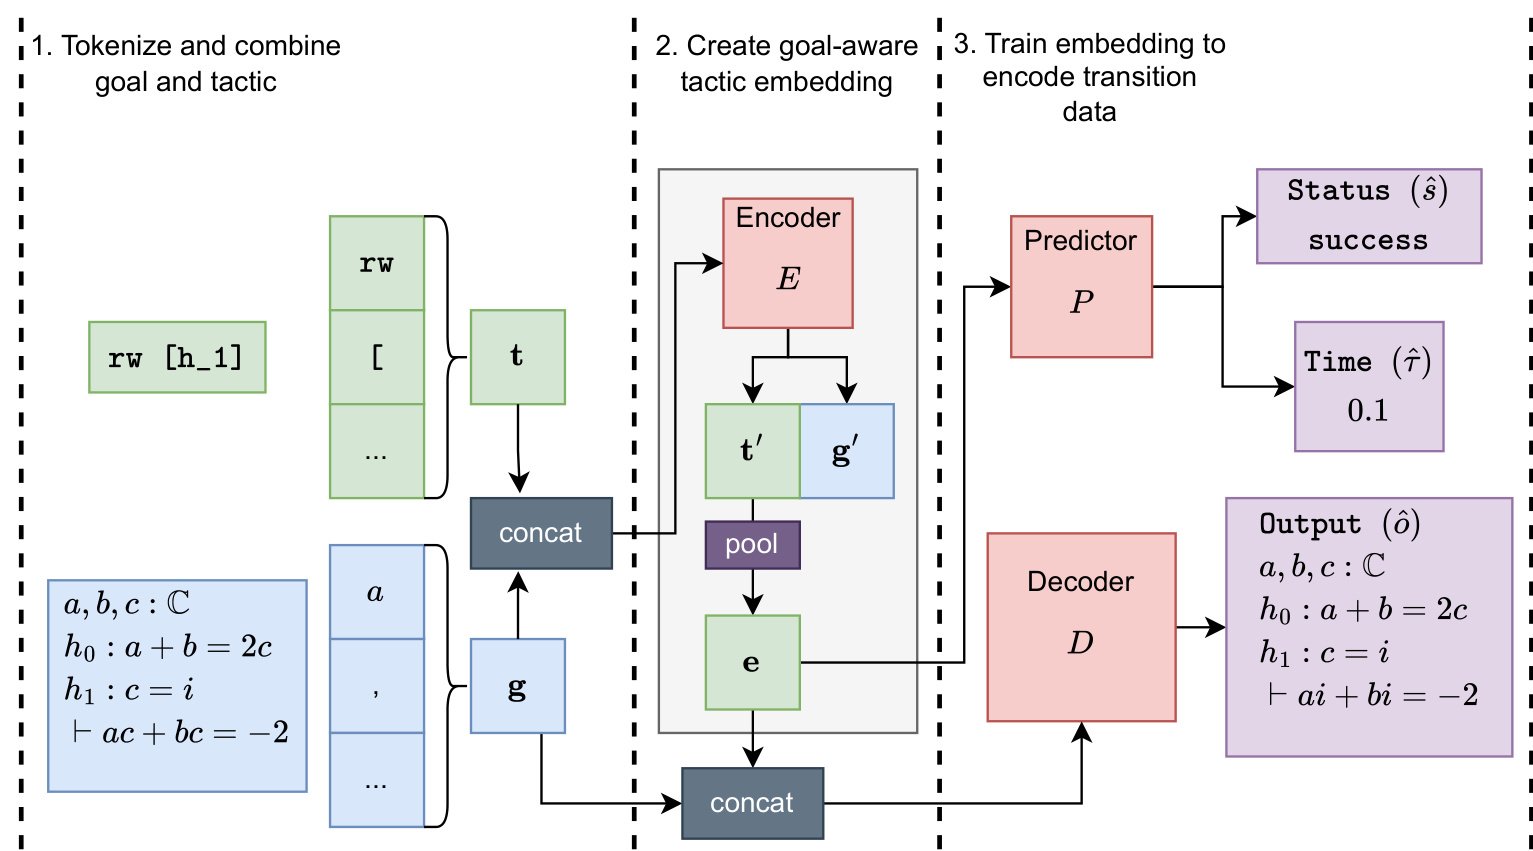 1. Tokenize and combine
goal and tactic
rw [h_1]
rw
[
...
t
concat
a, b, c : ℂ
h₀ : a + b = 2c
h₁ : c = i
⊢ ac + bc = −2
a
,
...
g
2. Create goal-aware
tactic embedding
Encoder
E
t′
g′
pool
e
concat
3. Train embedding to
encode transition
data
Predictor
P
Status (ŝ)
success
Time (τ̂)
0.1
Decoder
D
Output (ô)
a, b, c : ℂ
h₀ : a + b = 2c
h₁ : c = i
⊢ ai + bi = −2